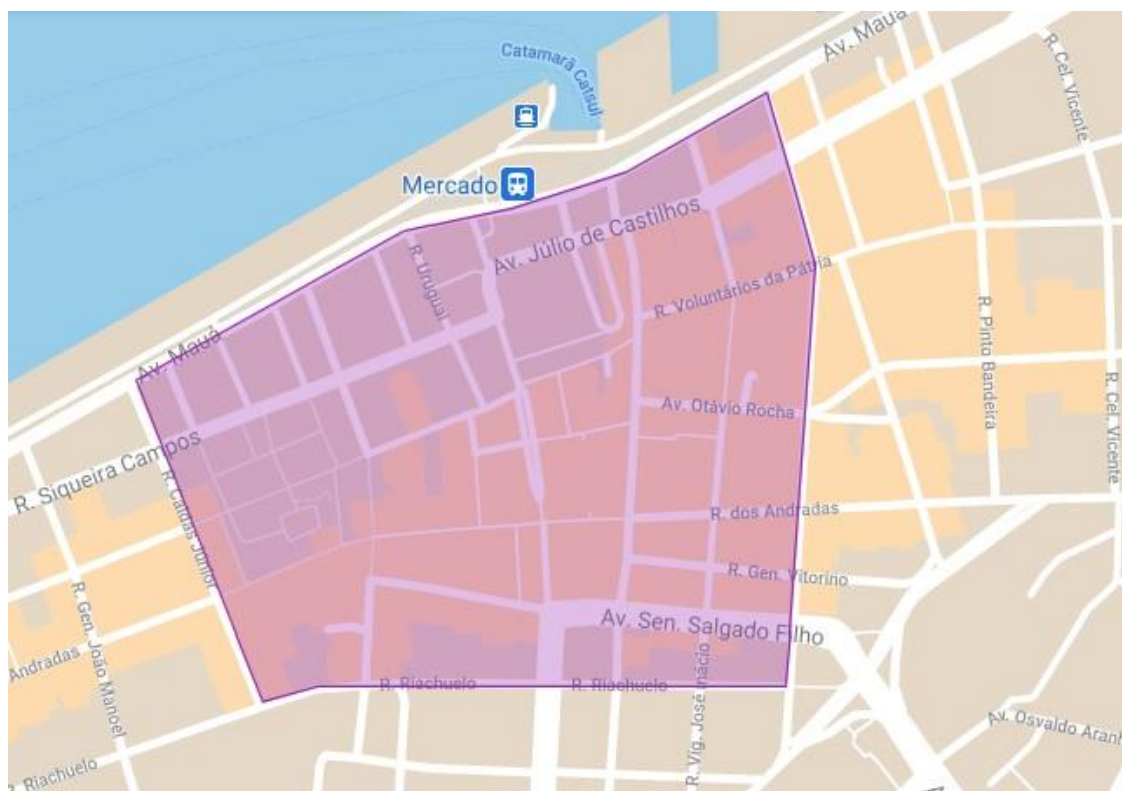 Catamarã Catsul
Av. Mauá
R. Cel. Vicente
Mercado
Av. Júlio de Castilhos
R. Uruguai
R. Voluntários da Pátria
Av. Mauá
R. Pinto Bandeira
Av. Otávio Rocha
R. Cel. Vicente
R. Siqueira Campos
R. Caldas Júnior
R. dos Andradas
R. Gen. Vitorino
R. Gen. João Manoel
Av. Sen. Salgado Filho
Andradas
R. Riachuelo
R. Riachuelo
R. Vig. José Inácio
Av. Osvaldo Aranh
R. Riachuelo